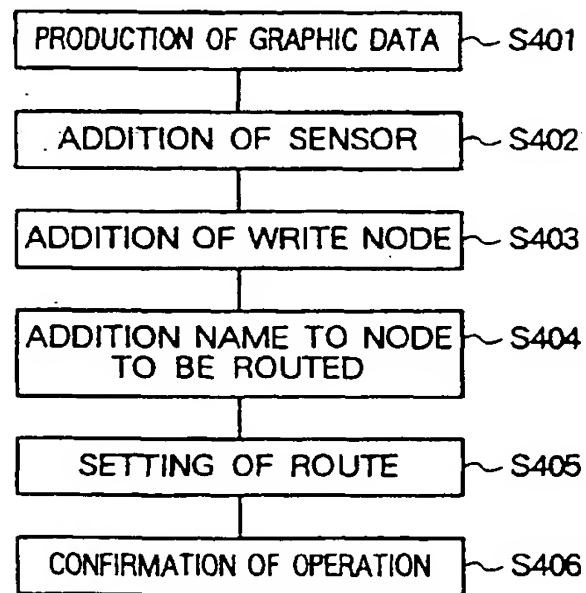 PRODUCTION OF GRAPHIC DATA S401
ADDITION OF SENSOR S402
ADDITION OF WRITE NODE S403
ADDITION NAME TO NODE
TO BE ROUTED S404
SETTING OF ROUTE S405
CONFIRMATION OF OPERATION S406